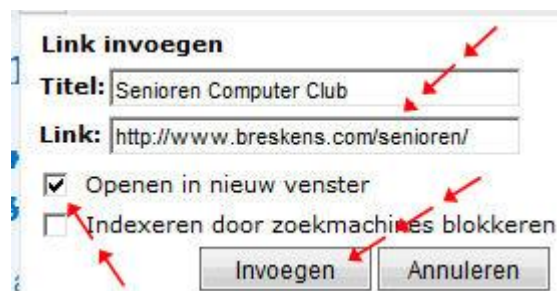 Link invoegen
Titel: Senioren Computer Club
Link: http://www.breskens.com/senioren/
Openen in nieuw venster
Indexeren door zoekmachines blokkeren
Invoegen Annuleren